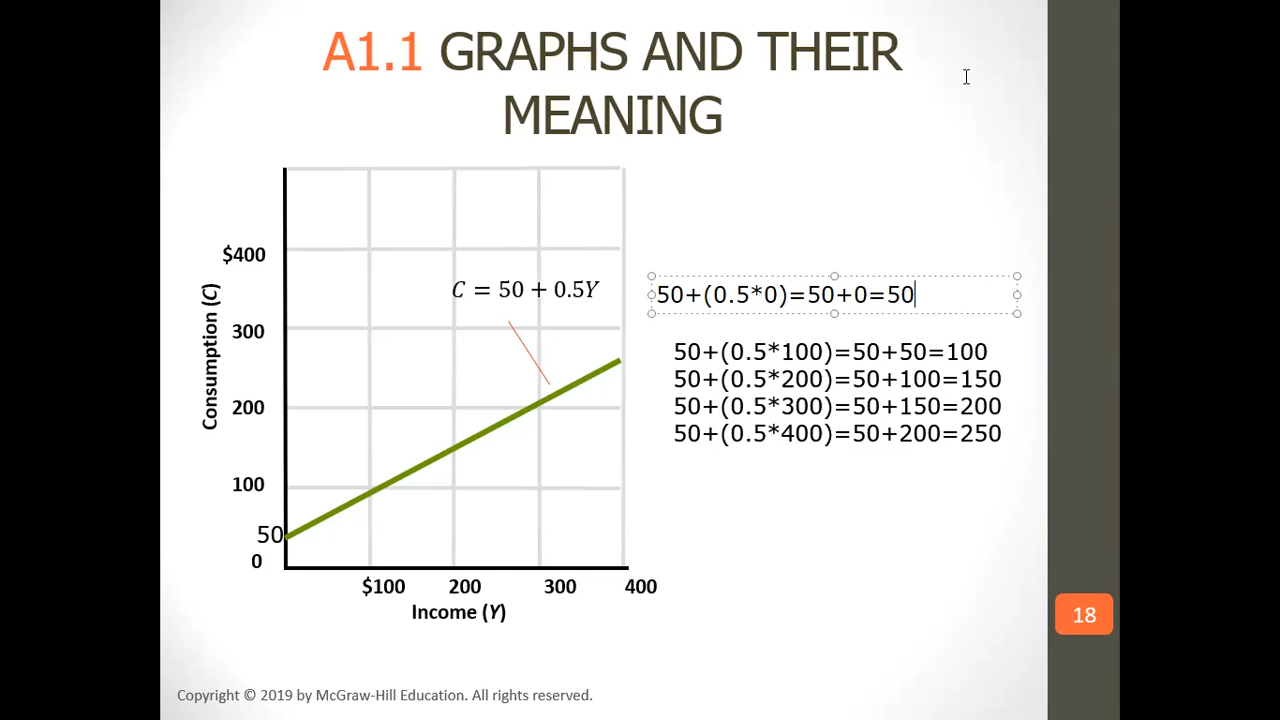 A1.1 GRAPHS AND THEIR
MEANING
$400
300
200
100
50
0
Consumption (C)
C = 50 + 0.5Y
$100 200 300 400
Income (Y)
50+(0.5*0)=50+0=50
50+(0.5*100)=50+50=100
50+(0.5*200)=50+100=150
50+(0.5*300)=50+150=200
50+(0.5*400)=50+200=250
18
Copyright © 2019 by McGraw-Hill Education. All rights reserved.